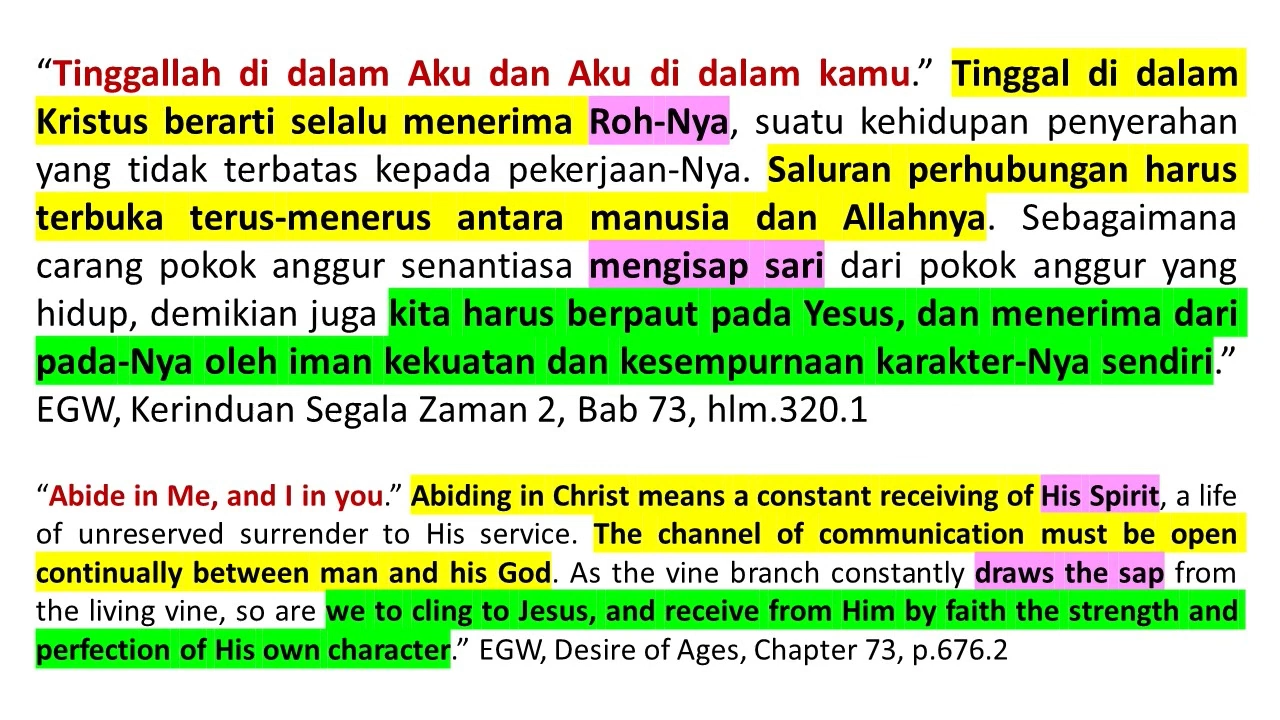 “Tinggallah di dalam Aku dan Aku di dalam kamu.” Tinggal di dalam
Kristus berarti selalu menerima Roh-Nya, suatu kehidupan penyerahan
yang tidak terbatas kepada pekerjaan-Nya. Saluran perhubungan harus
terbuka terus-menerus antara manusia dan Allahnya. Sebagaimana
carang pokok anggur senantiasa mengisap sari dari pokok anggur yang
hidup, demikian juga kita harus berpaut pada Yesus, dan menerima dari
pada-Nya oleh iman kekuatan dan kesempurnaan karakter-Nya sendiri.”
EGW, Kerinduan Segala Zaman 2, Bab 73, hlm.320.1
“Abide in Me, and I in you.” Abiding in Christ means a constant receiving of His Spirit, a life
of unreserved surrender to His service. The channel of communication must be open
continually between man and his God. As the vine branch constantly draws the sap from
the living vine, so are we to cling to Jesus, and receive from Him by faith the strength and
perfection of His own character.” EGW, Desire of Ages, Chapter 73, p.676.2